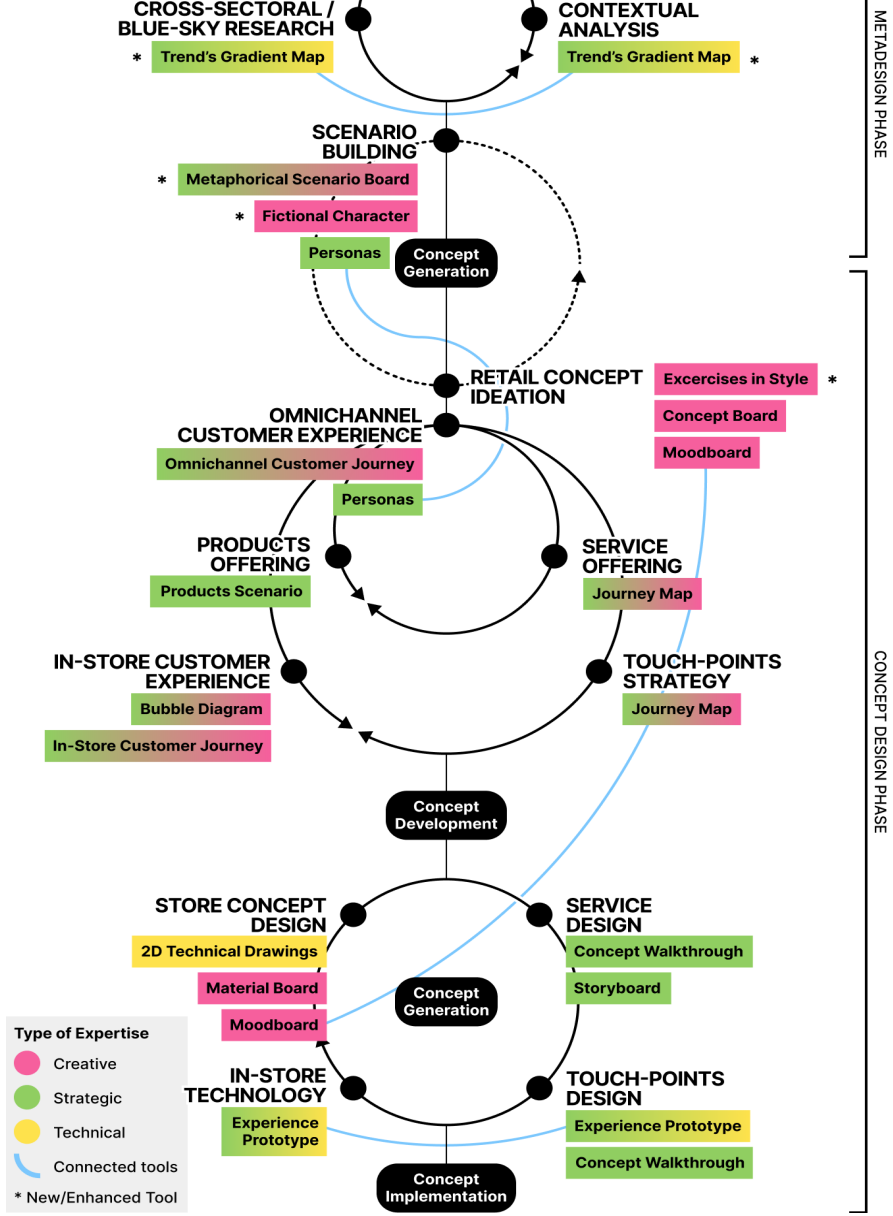 CROSS-SECTORAL /
BLUE-SKY RESEARCH
* Trend's Gradient Map
CONTEXTUAL
ANALYSIS
Trend's Gradient Map *
METADESIGN PHASE
SCENARIO
BUILDING
* Metaphorical Scenario Board
* Fictional Character
Personas
Concept
Generation
RETAIL CONCEPT
IDEATION
Excercises in Style *
Concept Board
Moodboard
OMNICHANNEL
CUSTOMER EXPERIENCE
Omnichannel Customer Journey
Personas
PRODUCTS
OFFERING
Products Scenario
SERVICE
OFFERING
Journey Map
IN-STORE CUSTOMER
EXPERIENCE
Bubble Diagram
In-Store Customer Journey
TOUCH-POINTS
STRATEGY
Journey Map
CONCEPT DESIGN PHASE
Concept
Development
STORE CONCEPT
DESIGN
2D Technical Drawings
Material Board
Moodboard
SERVICE
DESIGN
Concept Walkthrough
Storyboard
Concept
Generation
IN-STORE
TECHNOLOGY
Experience
Prototype
TOUCH-POINTS
DESIGN
Experience Prototype
Concept Walkthrough
Concept
Implementation
Type of Expertise
Creative
Strategic
Technical
Connected tools
* New/Enhanced Tool